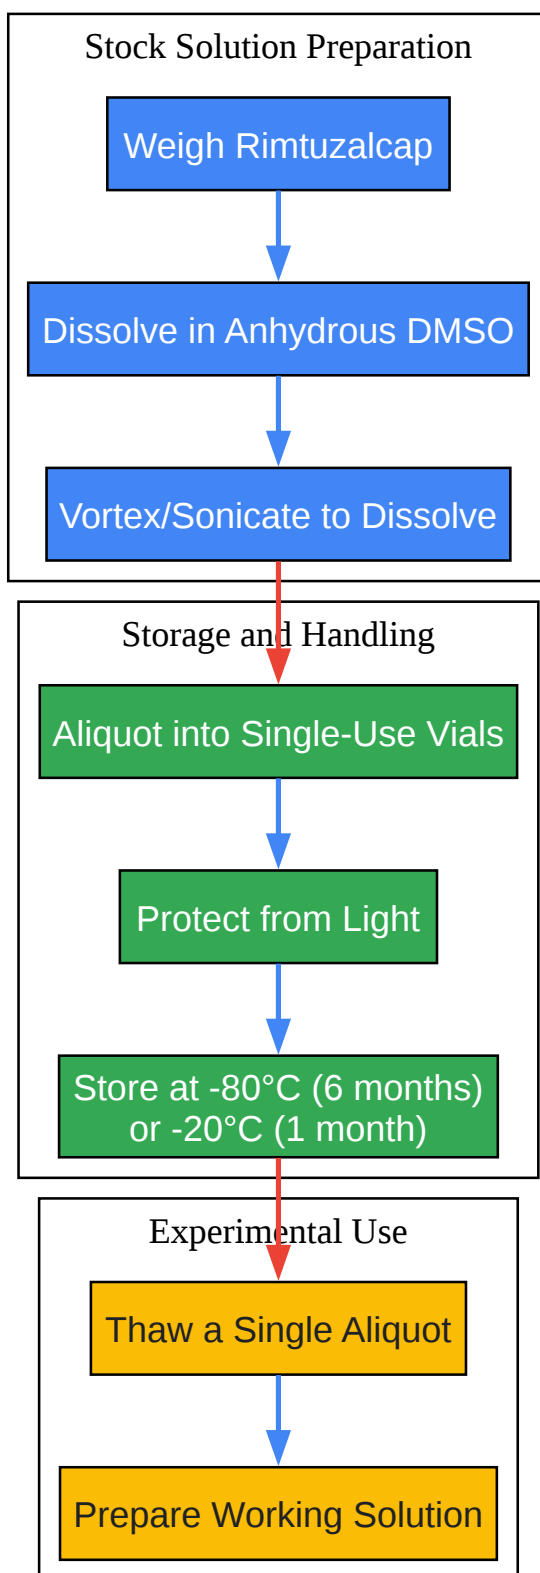 Stock Solution Preparation
Weigh Rimtuzalcap
Dissolve in Anhydrous DMSO
Vortex/Sonicate to Dissolve
Storage and Handling
Aliquot into Single-Use Vials
Protect from Light
Store at -80°C (6 months)
or -20°C (1 month)
Experimental Use
Thaw a Single Aliquot
Prepare Working Solution